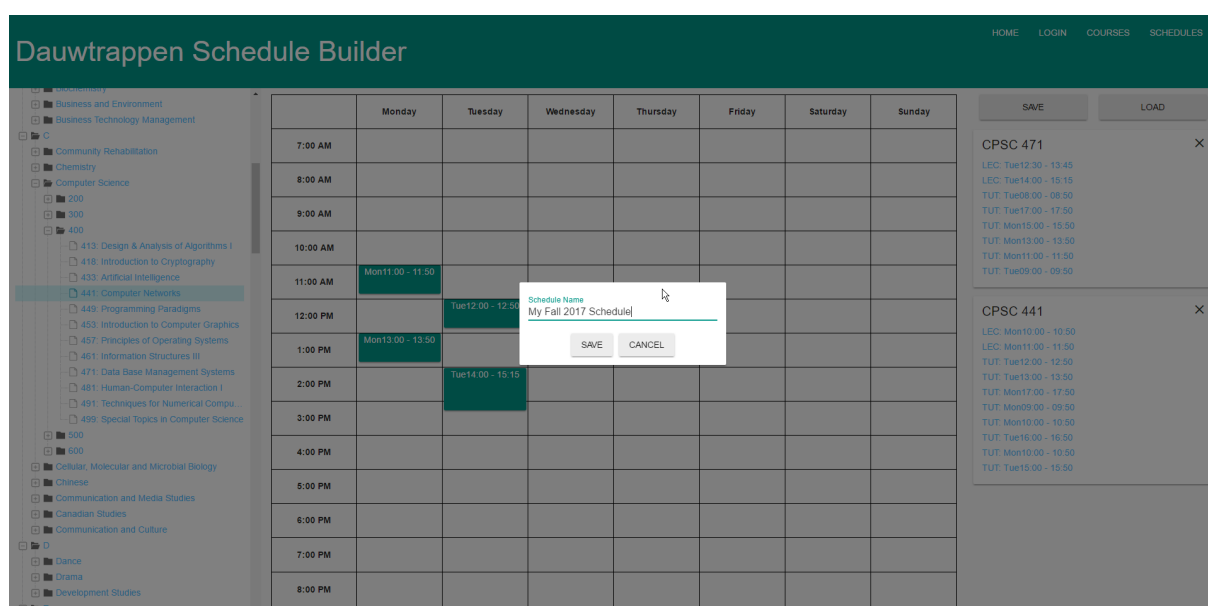 Dauwtrappen Schedule Builder
HOME LOGIN COURSES SCHEDULES
Biochemistry
Business and Environment
Business Technology Management
C
Community Rehabilitation
Chemistry
Computer Science
200
300
400
413: Design & Analysis of Algorithms I
418: Introduction to Cryptography
433: Artificial Intelligence
441: Computer Networks
449: Programming Paradigms
453: Introduction to Computer Graphics
457: Principles of Operating Systems
461: Information Structures III
471: Data Base Management Systems
481: Human-Computer Interaction I
491: Techniques for Numerical Compu...
499: Special Topics in Computer Science
500
600
Cellular, Molecular and Microbial Biology
Chinese
Communication and Media Studies
Canadian Studies
Communication and Culture
D
Dance
Drama
Development Studies
Monday Tuesday Wednesday Thursday Friday Saturday Sunday
7:00 AM
8:00 AM
9:00 AM
10:00 AM
11:00 AM Mon11:00 - 11:50
12:00 PM Tue12:00 - 12:50
1:00 PM Mon13:00 - 13:50
2:00 PM Tue14:00 - 15:15
3:00 PM
4:00 PM
5:00 PM
6:00 PM
7:00 PM
8:00 PM
Schedule Name
My Fall 2017 Schedule
SAVE CANCEL
SAVE LOAD
CPSC 471
LEC: Tue12:30 - 13:45
LEC: Tue14:00 - 15:15
TUT: Tue08:00 - 08:50
TUT: Tue17:00 - 17:50
TUT: Mon15:00 - 15:50
TUT: Mon13:00 - 13:50
TUT: Mon11:00 - 11:50
TUT: Tue09:00 - 09:50
CPSC 441
LEC: Mon10:00 - 10:50
LEC: Mon11:00 - 11:50
TUT: Tue12:00 - 12:50
TUT: Tue13:00 - 13:50
TUT: Mon17:00 - 17:50
TUT: Mon09:00 - 09:50
TUT: Mon10:00 - 10:50
TUT: Tue16:00 - 16:50
TUT: Mon10:00 - 10:50
TUT: Tue15:00 - 15:50